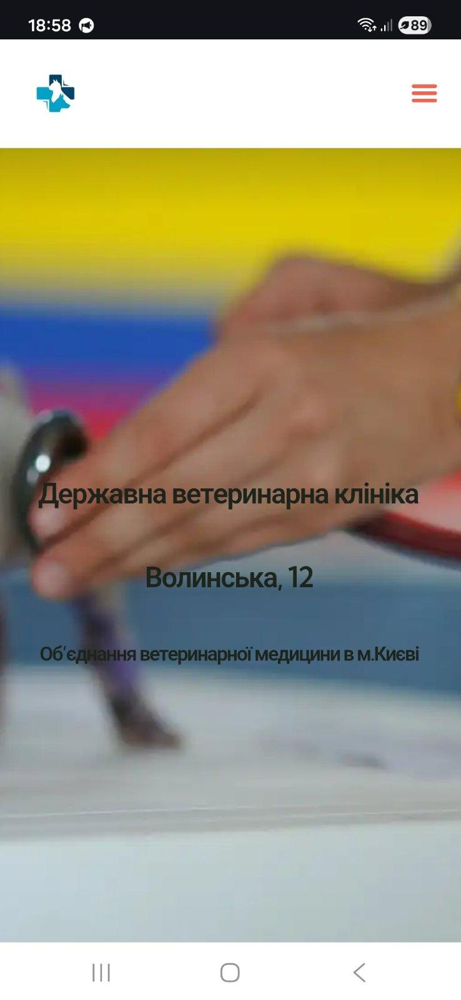 18:58
89
Державна ветеринарна клініка
Волинська, 12
Об'єднання ветеринарної медицини в м.Києві